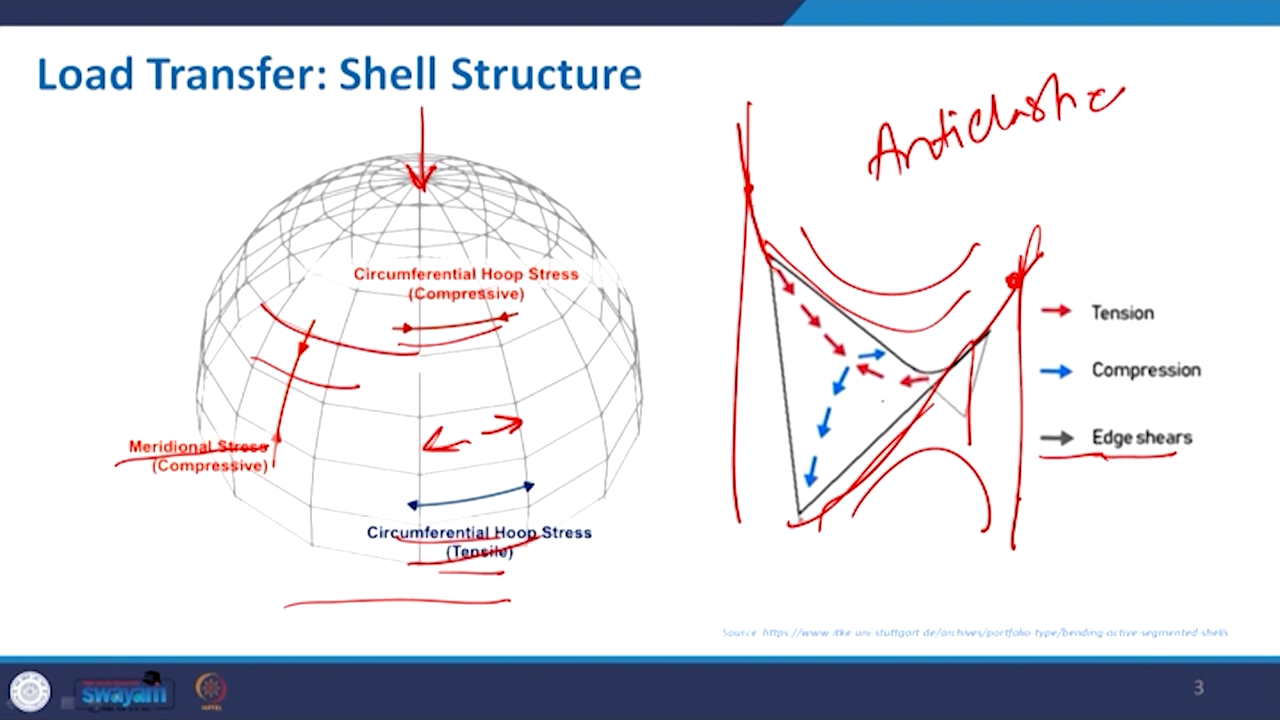 Load Transfer: Shell Structure
Anticlastic
Circumferential Hoop Stress
(Compressive)
Meridional Stress
(Compressive)
Circumferential Hoop Stress
(Tensile)
Tension
Compression
Edge shears
Source: https://www.itke.uni-stuttgart.de/archives/portfolio-type/bending-active-segmented-shells
swayam
3